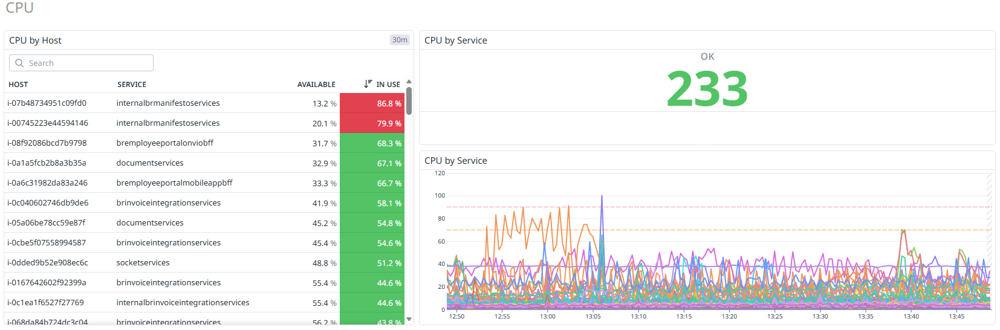 CPU
CPU by Host 30m
Search
HOST SERVICE AVAILABLE IN USE
i-07b48734951c09fd0 internalbrmanifestoservices 13.2 % 86.8 %
i-00745223e44594146 internalbrmanifestoservices 20.1 % 79.9 %
i-08f92086bcd7b9798 bremployeeportalonviobff 31.7 % 68.3 %
i-0a1a5fcb2b8a3b35a documentservices 32.9 % 67.1 %
i-0a6c31982da83a246 bremployeeportalmobileappbff 33.3 % 66.7 %
i-0c040602746db9de6 brinvoiceintegrationservices 41.9 % 58.1 %
i-05a06be78cc59e87f documentservices 45.2 % 54.8 %
i-0cbe5f07558994587 brinvoiceintegrationservices 45.4 % 54.6 %
i-0dded9b52e908ec6c socketservices 48.8 % 51.2 %
i-0167642602f92399a brinvoiceintegrationservices 55.4 % 44.6 %
i-0c1ea1f6527f27769 internalbrinvoiceintegrationservices 55.4 % 44.6 %
i-068da84b724dc3c04 brinvoiceintegrationservices 56.2 % 43.8 %
CPU by Service
OK
233
CPU by Service
120
100
80
60
40
20
0
12:50 12:55 13:00 13:05 13:10 13:15 13:20 13:25 13:30 13:35 13:40 13:45